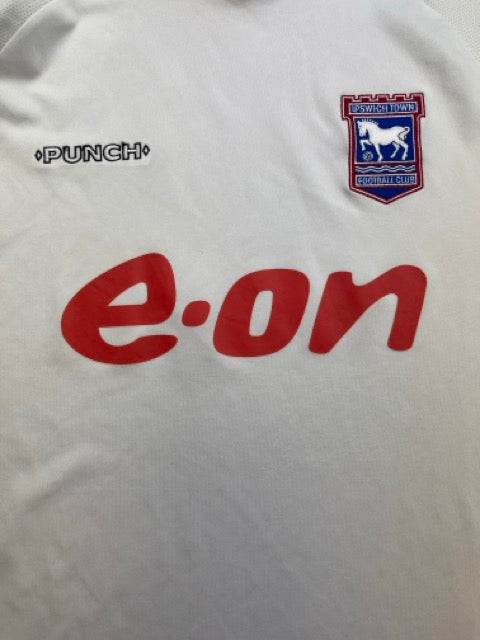 IPSWICH TOWN
PUNCH
FOOTBALL CLUB
e·on